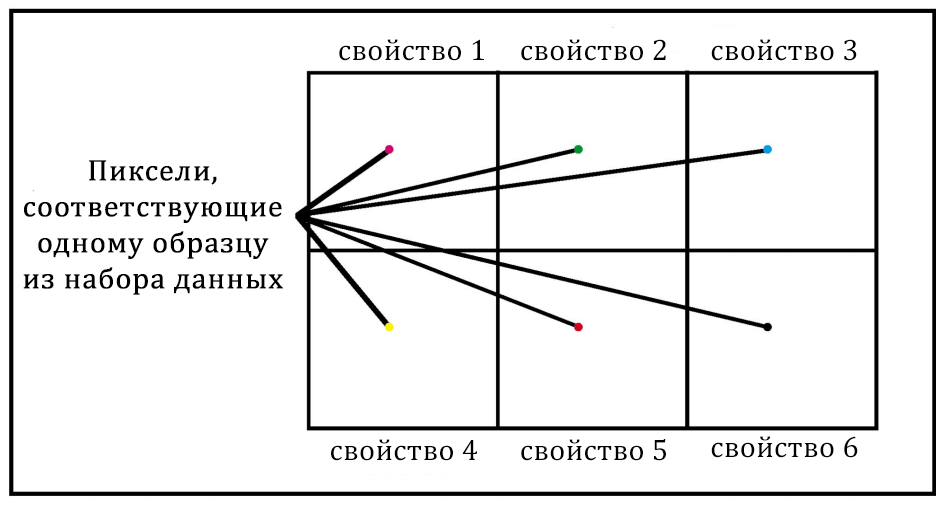 свойство 1 свойство 2 свойство 3
Пиксели,
соответствующие
одному образцу
из набора данных
свойство 4 свойство 5 свойство 6